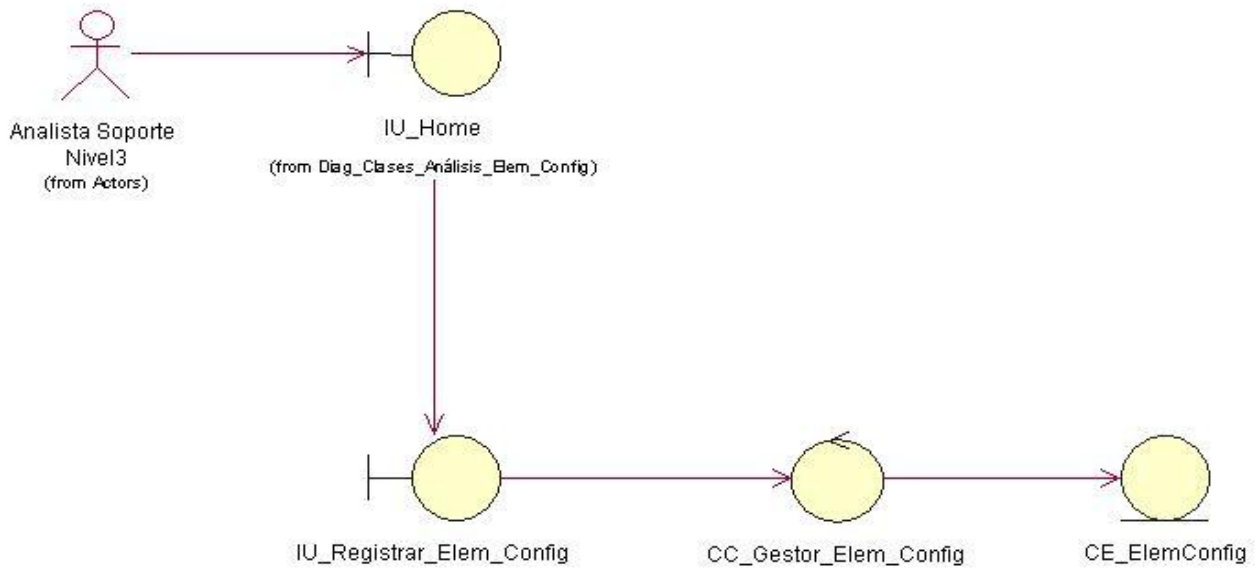 Analista Soporte
Nivel3
(from Actors)
IU_Home
(from Diag_Clases_Análisis_Elem_Config)
IU_Registrar_Elem_Config
CC_Gestor_Elem_Config
CE_ElemConfig